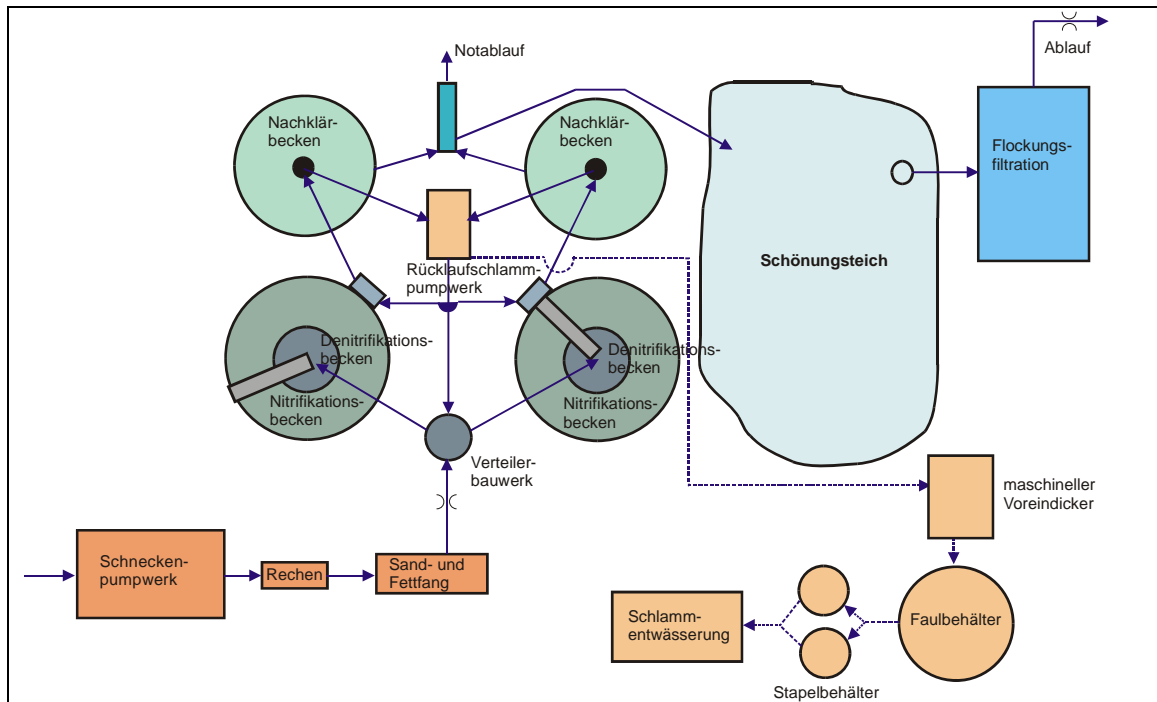 Notablauf
Ablauf
Nachklär-
becken
Nachklär-
becken
Flockungs-
filtration
Rücklaufschlamm-
pumpwerk
Schönungsteich
Denitrifikations-
becken
Nitrifikations-
becken
Denitrifikations-
becken
Nitrifikations-
becken
Verteiler-
bauwerk
maschineller
Voreindicker
Schnecken-
pumpwerk
Rechen
Sand- und
Fettfang
Schlamm-
entwässerung
Faulbehälter
Stapelbehälter